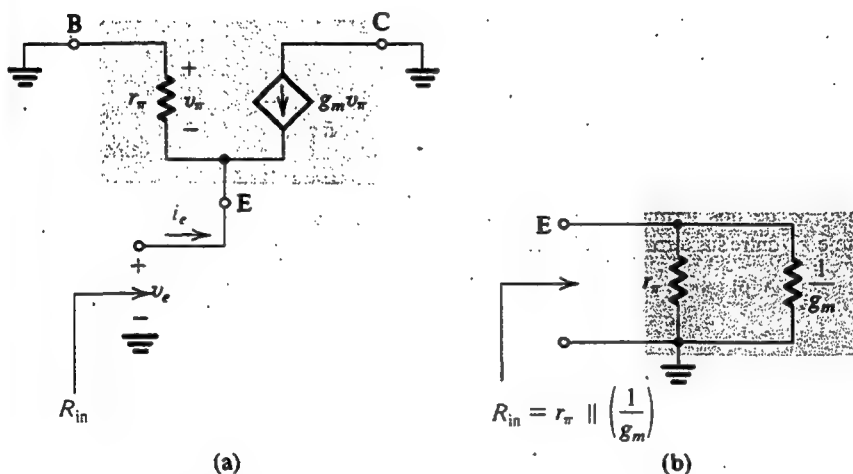 B
C
+
r_π
v_π
−
g_m v_π
i_e
E
+
v_e
−
R_in
(a)
E
r_π
1/g_m
R_in = r_π || (1/g_m)
(b)